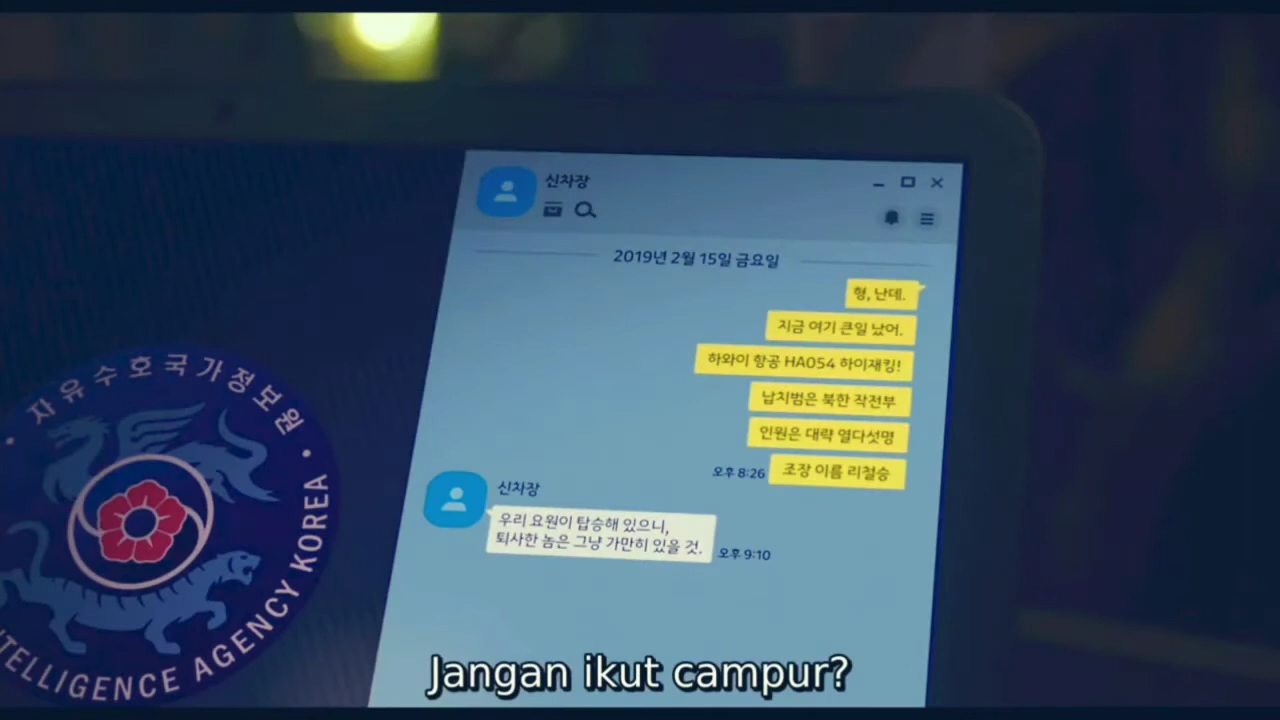 신차장
2019년 2월 15일 금요일
형, 난데.
지금 여기 큰일 났어.
하와이 항공 HA054 하이재킹!
납치범은 북한 작전부
인원은 대략 열다섯명
조장 이름 리철승
오후 8:26
신차장
우리 요원이 탑승해 있으니,
퇴사한 놈은 그냥 가만히 있을 것.
오후 9:10
자유수호국가정보원
NTELLIGENCE AGENCY KOREA
Jangan ikut campur?